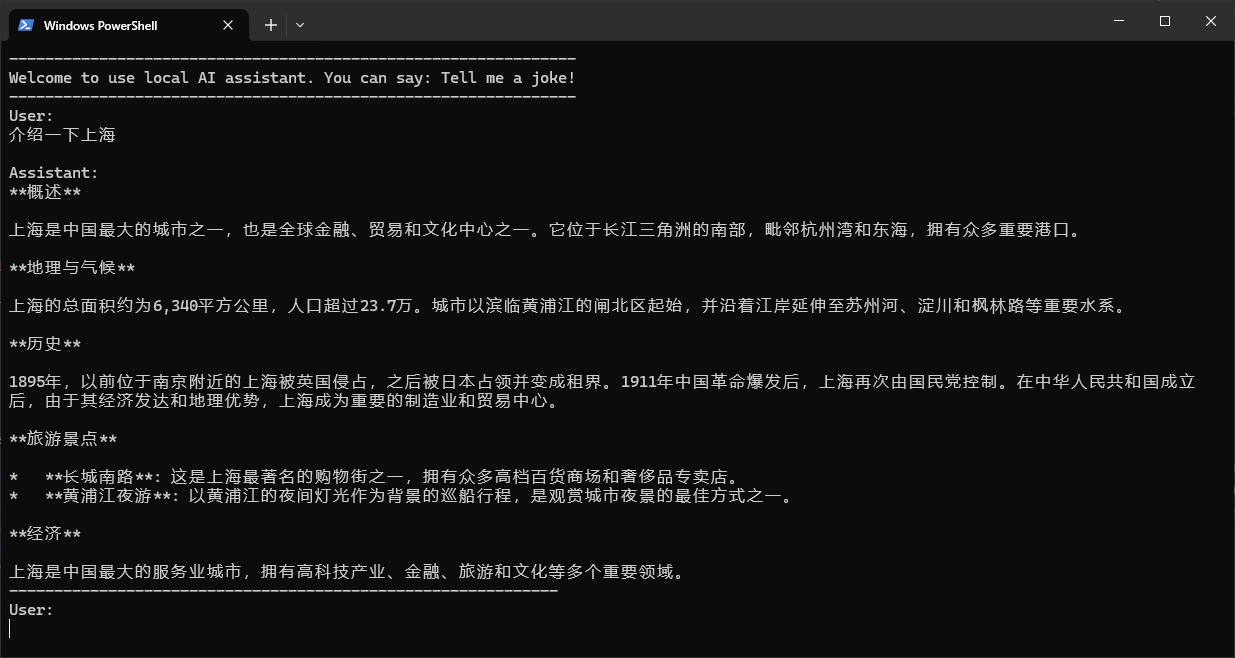 Windows PowerShell
---------------------------------------------------------------
Welcome to use local AI assistant. You can say: Tell me a joke!
---------------------------------------------------------------
User:
介绍一下上海
Assistant:
**概述**
上海是中国最大的城市之一，也是全球金融、贸易和文化中心之一。它位于长江三角洲的南部，毗邻杭州湾和东海，拥有众多重要港口。
**地理与气候**
上海的总面积约为6,340平方公里，人口超过23.7万。城市以滨临黄浦江的闸北区起始，并沿着江岸延伸至苏州河、淀川和枫林路等重要水系。
**历史**
1895年，以前位于南京附近的上海被英国侵占，之后被日本占领并变成租界。1911年中国革命爆发后，上海再次由国民党控制。在中华人民共和国成立
后，由于其经济发达和地理优势，上海成为重要的制造业和贸易中心。
**旅游景点**
*   **长城南路**：这是上海最著名的购物街之一，拥有众多高档百货商场和奢侈品专卖店。
*   **黄浦江夜游**：以黄浦江的夜间灯光作为背景的巡船行程，是观赏城市夜景的最佳方式之一。
**经济**
上海是中国最大的服务业城市，拥有高科技产业、金融、旅游和文化等多个重要领域。
-------------------------------------------------------------
User: